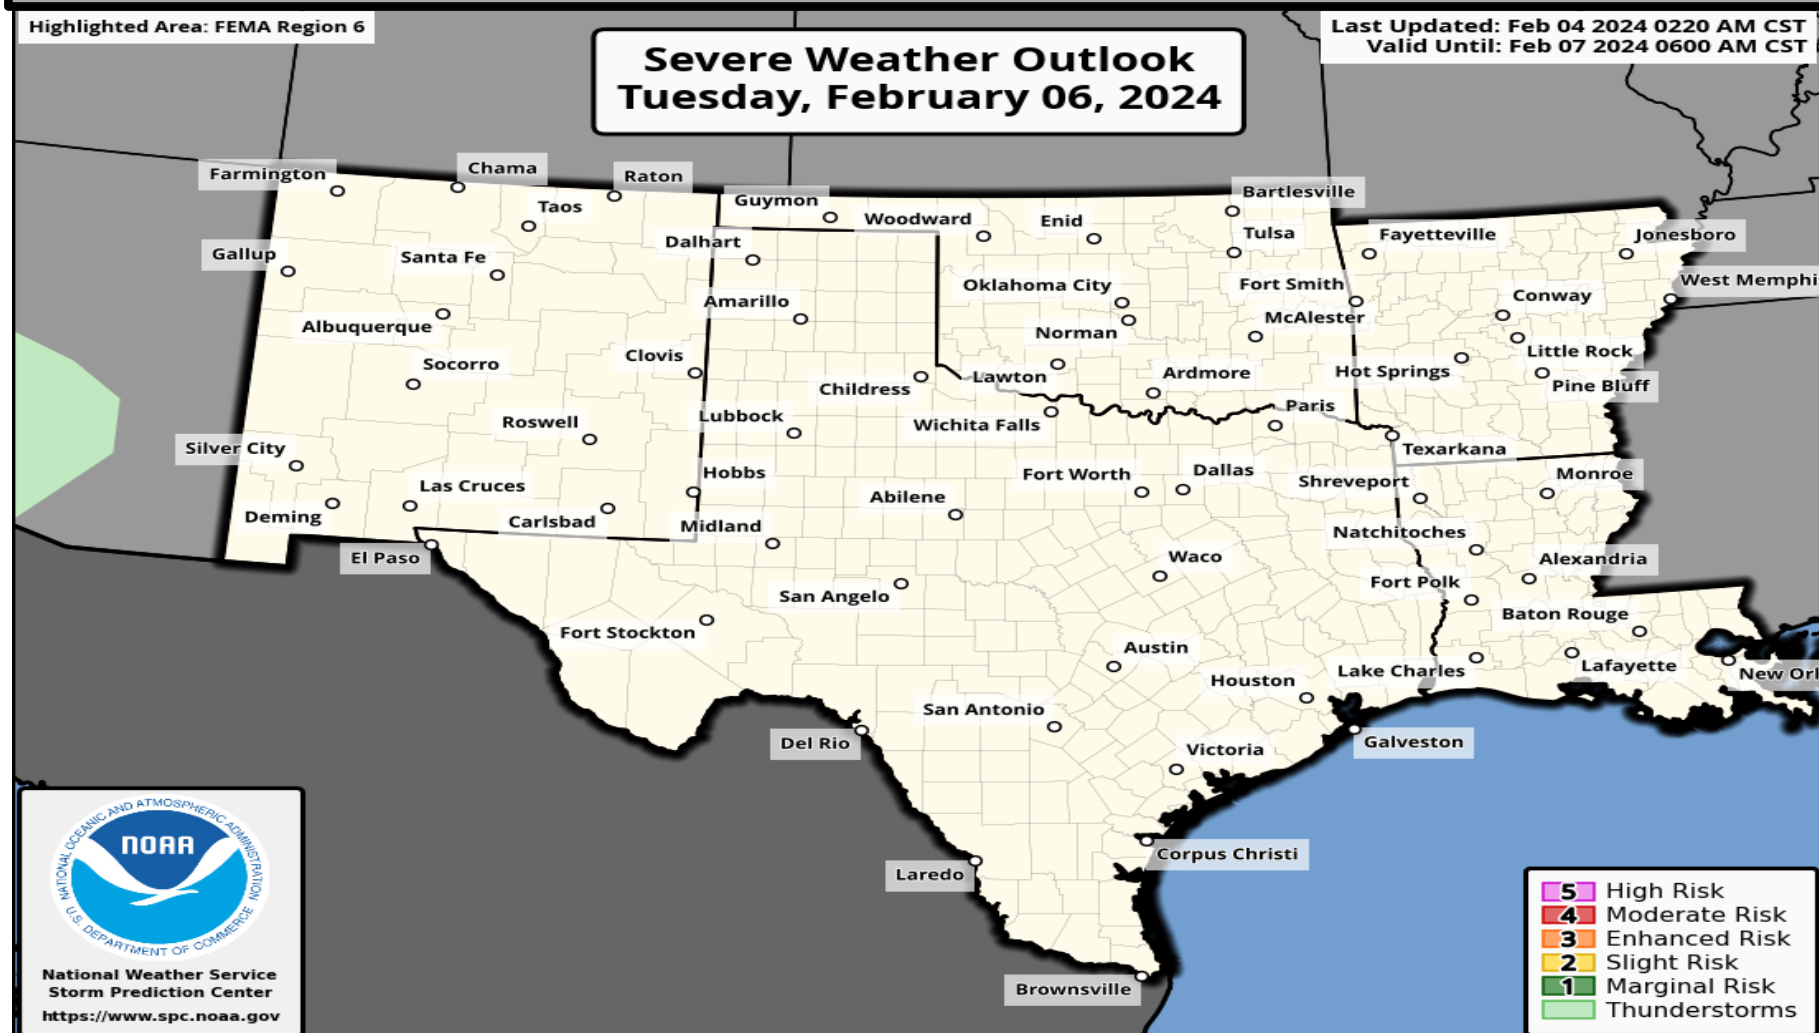 Highlighted Area: FEMA Region 6
Severe Weather Outlook
Tuesday, February 06, 2024
Last Updated: Feb 04 2024 0220 AM CST
Valid Until: Feb 07 2024 0600 AM CST
Farmington
Chama
Raton
Taos
Guymon
Woodward
Enid
Bartlesville
Gallup
Santa Fe
Dalhart
Tulsa
Fayetteville
Jonesboro
Albuquerque
Amarillo
Oklahoma City
Fort Smith
Conway
West Memphi
Norman
McAlester
Socorro
Clovis
Childress
Lawton
Ardmore
Hot Springs
Little Rock
Pine Bluff
Roswell
Lubbock
Wichita Falls
Paris
Texarkana
Silver City
Las Cruces
Hobbs
Abilene
Fort Worth
Dallas
Shreveport
Monroe
Deming
Carlsbad
Midland
Natchitoches
El Paso
Waco
Alexandria
San Angelo
Fort Polk
Fort Stockton
Baton Rouge
Austin
Lake Charles
Lafayette
New Orl
Houston
San Antonio
Del Rio
Victoria
Galveston
Laredo
Corpus Christi
Brownsville
NATIONAL OCEANIC AND ATMOSPHERIC ADMINISTRATION
NOAA
U.S. DEPARTMENT OF COMMERCE
National Weather Service
Storm Prediction Center
https://www.spc.noaa.gov
5 High Risk
4 Moderate Risk
3 Enhanced Risk
2 Slight Risk
1 Marginal Risk
Thunderstorms